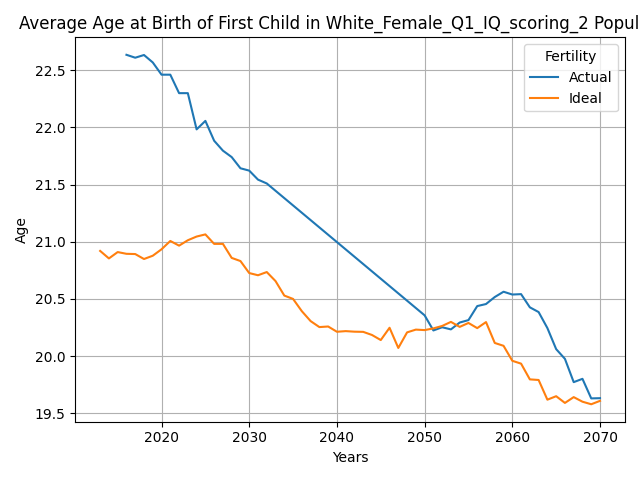 Average Age at Birth of First Child in White_Female_Q1_IQ_scoring_2 Popul
Fertility
Actual
Ideal
22.5
22.0
21.5
21.0
20.5
20.0
19.5
Age
2020 2030 2040 2050 2060 2070
Years